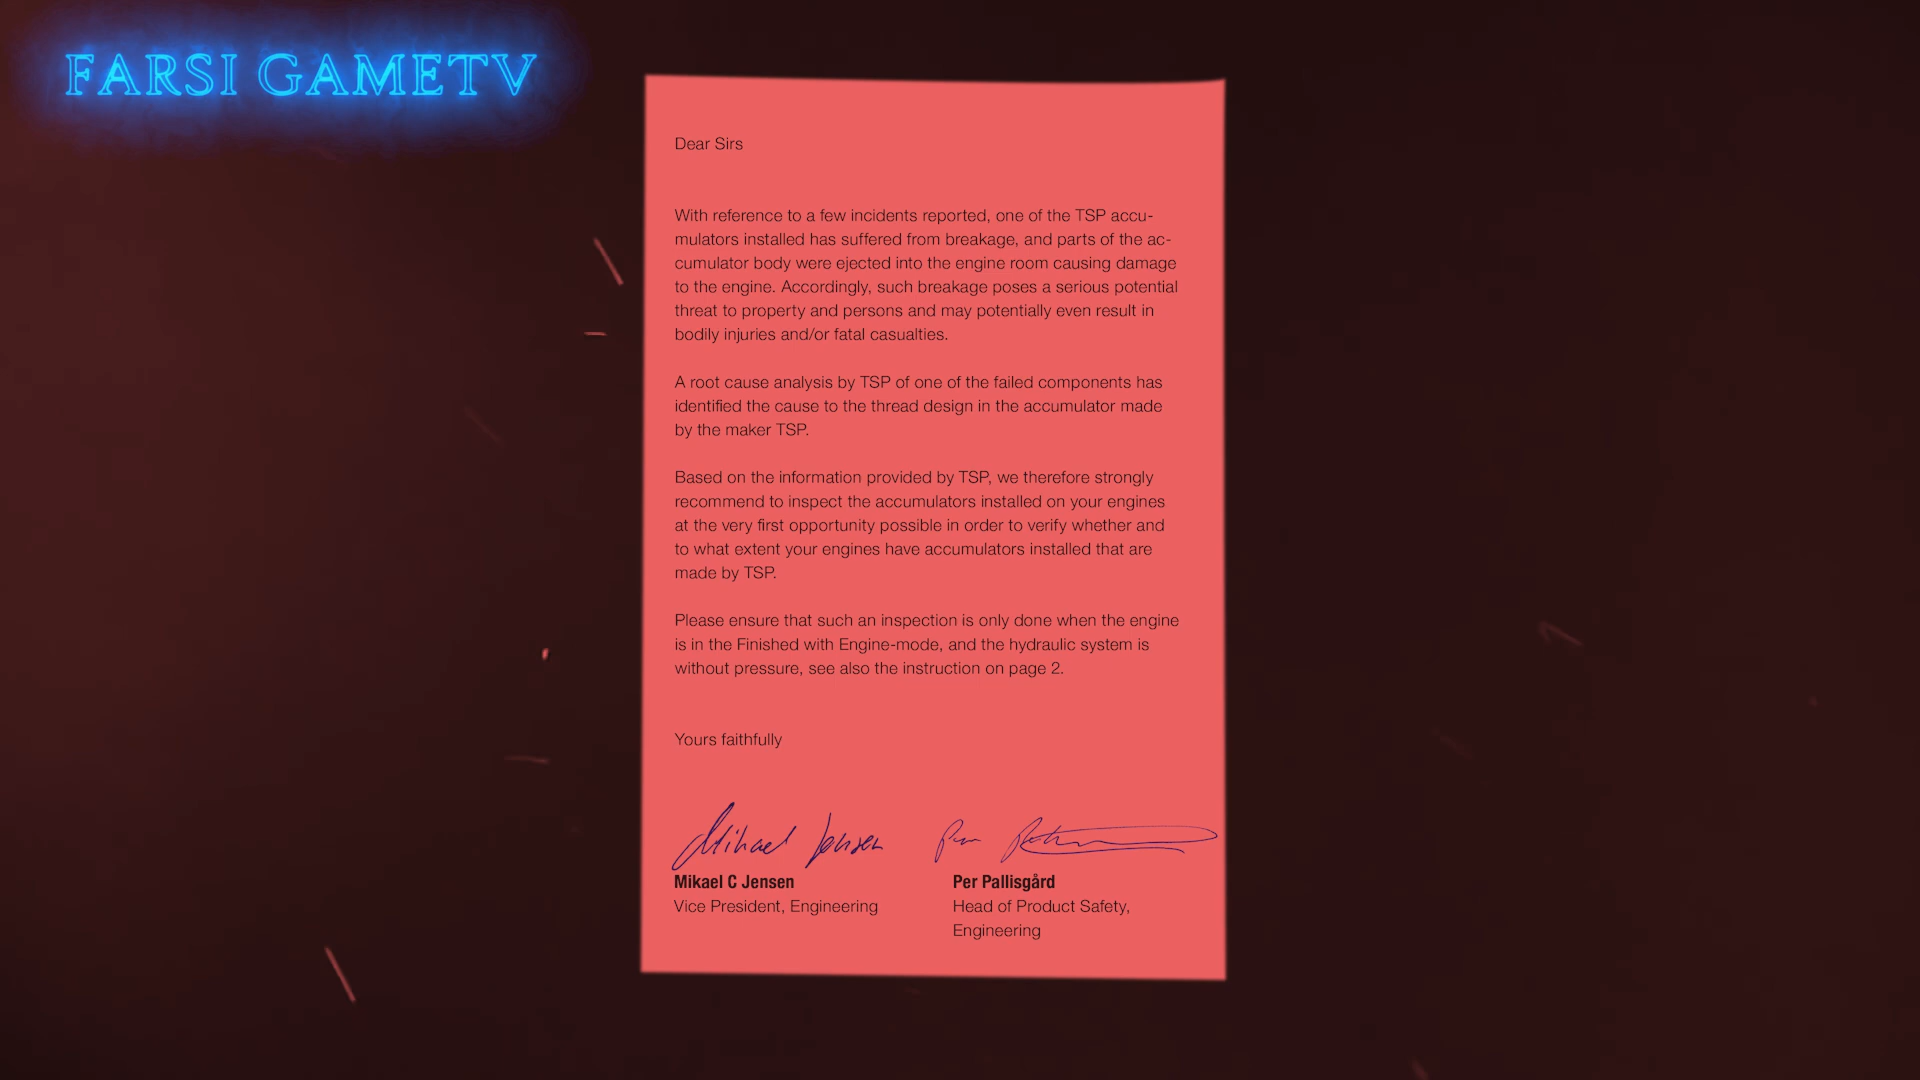 FARSI GAMETV
Dear Sirs
With reference to a few incidents reported, one of the TSP accu-
mulators installed has suffered from breakage, and parts of the ac-
cumulator body were ejected into the engine room causing damage
to the engine. Accordingly, such breakage poses a serious potential
threat to property and persons and may potentially even result in
bodily injuries and/or fatal casualties.
A root cause analysis by TSP of one of the failed components has
identified the cause to the thread design in the accumulator made
by the maker TSP.
Based on the information provided by TSP, we therefore strongly
recommend to inspect the accumulators installed on your engines
at the very first opportunity possible in order to verify whether and
to what extent your engines have accumulators installed that are
made by TSP.
Please ensure that such an inspection is only done when the engine
is in the Finished with Engine-mode, and the hydraulic system is
without pressure, see also the instruction on page 2.
Yours faithfully
Mikael Jensen
Per
Mikael C Jensen
Vice President, Engineering
Per Pallisgård
Head of Product Safety,
Engineering